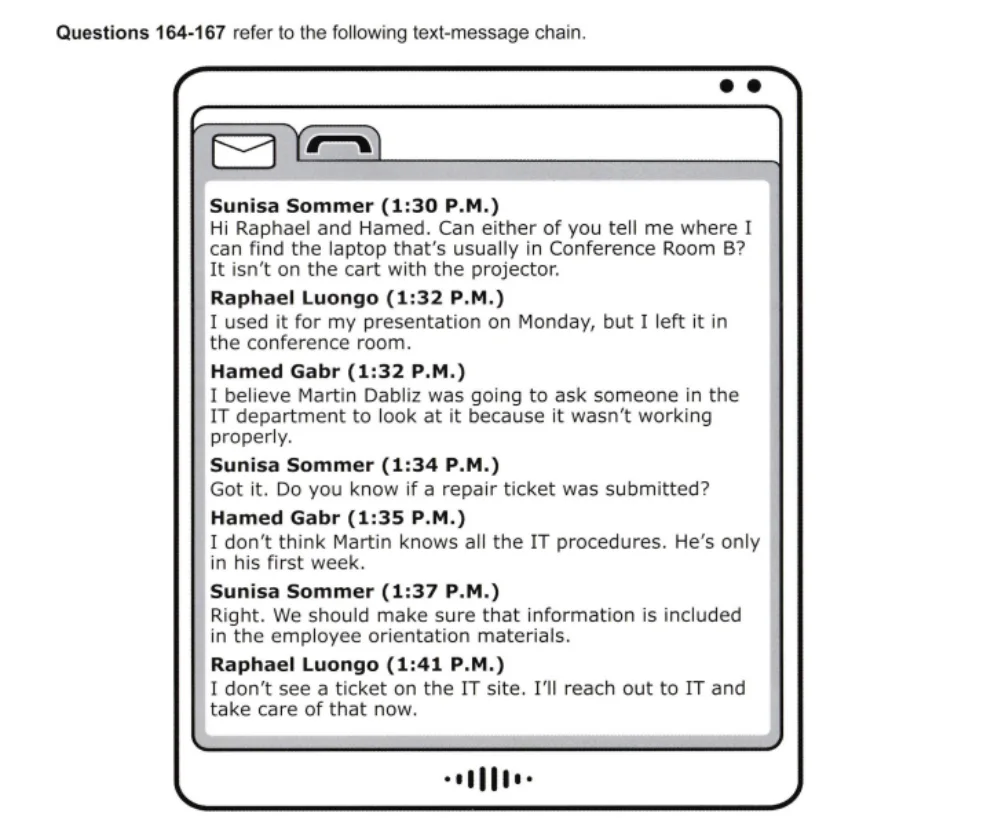 Questions 164-167 refer to the following text-message chain.
Sunisa Sommer (1:30 P.M.)
Hi Raphael and Hamed. Can either of you tell me where I
can find the laptop that's usually in Conference Room B?
It isn't on the cart with the projector.
Raphael Luongo (1:32 P.M.)
I used it for my presentation on Monday, but I left it in
the conference room.
Hamed Gabr (1:32 P.M.)
I believe Martin Dabliz was going to ask someone in the
IT department to look at it because it wasn't working
properly.
Sunisa Sommer (1:34 P.M.)
Got it. Do you know if a repair ticket was submitted?
Hamed Gabr (1:35 P.M.)
I don't think Martin knows all the IT procedures. He's only
in his first week.
Sunisa Sommer (1:37 P.M.)
Right. We should make sure that information is included
in the employee orientation materials.
Raphael Luongo (1:41 P.M.)
I don't see a ticket on the IT site. I'll reach out to IT and
take care of that now.